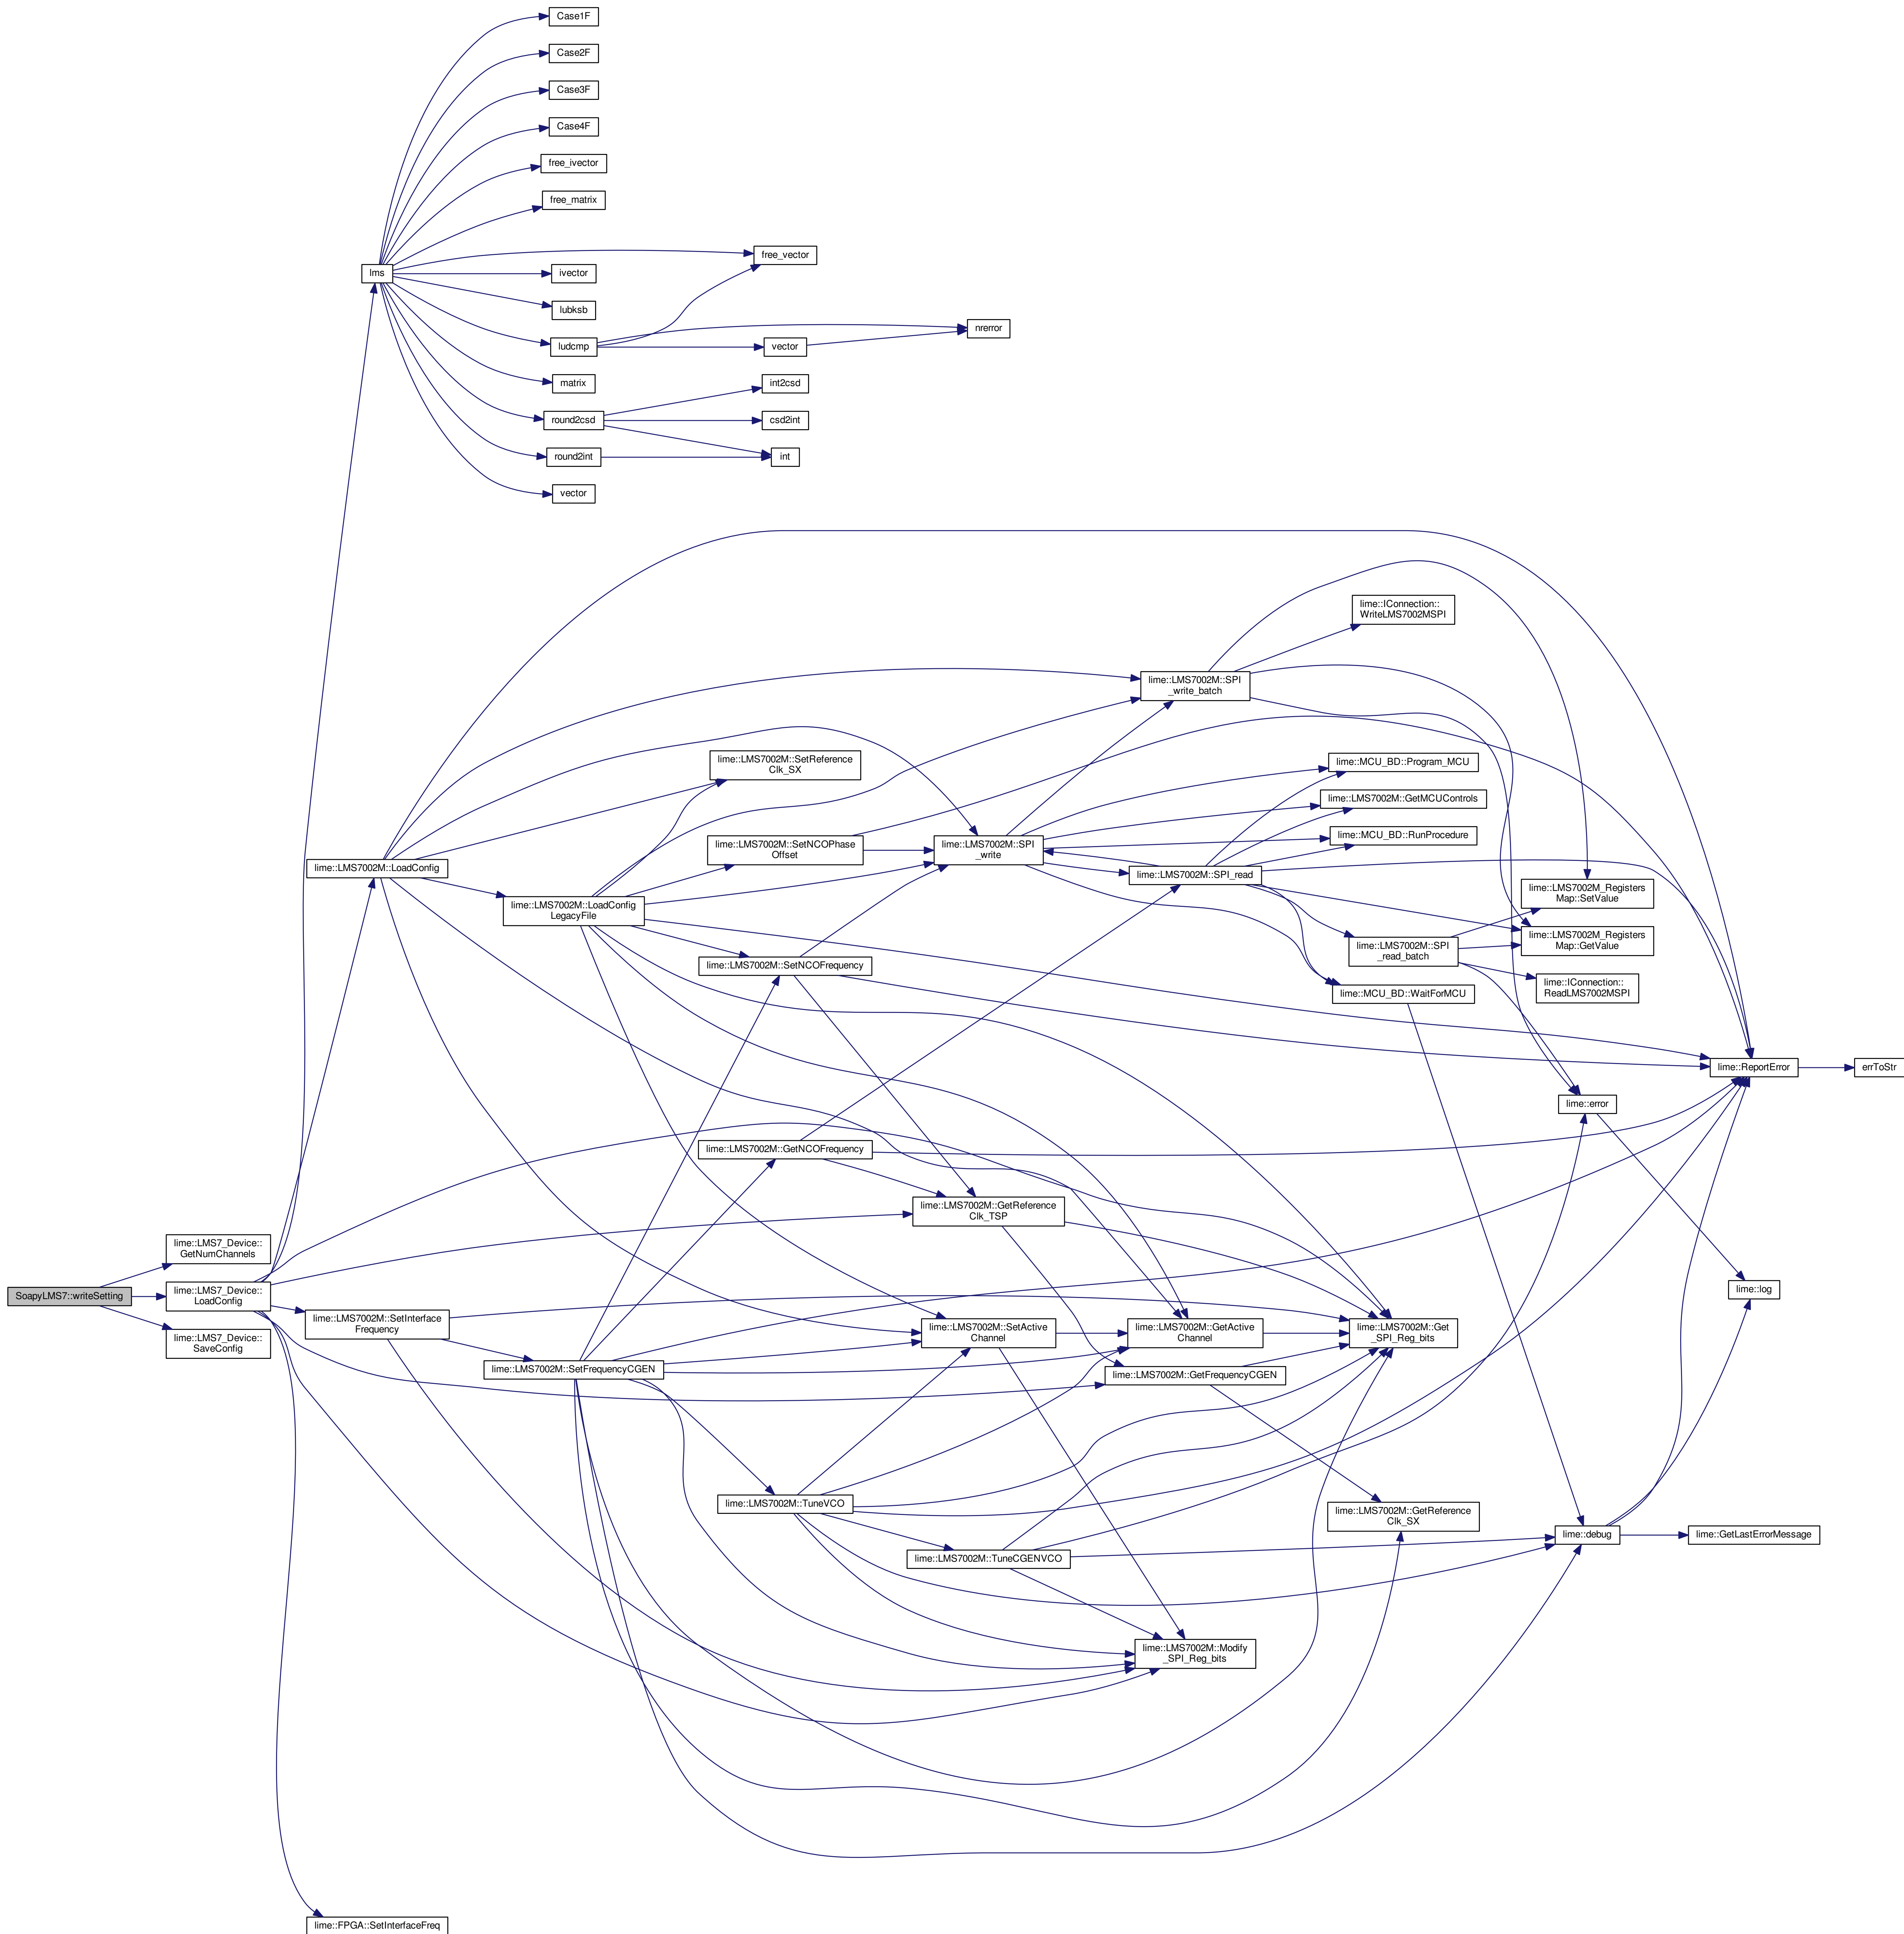 Case1F
Case2F
Case3F
Case4F
free_ivector
free_matrix
free_vector
lms
ivector
lubksb
nrerror
ludcmp
vector
matrix
int2csd
round2csd
csd2int
round2int
int
vector
lime::IConnection::
WriteLMS7002MSPI
lime::LMS7002M::SPI
_write_batch
lime::LMS7002M::SetReference
Clk_SX
lime::MCU_BD::Program_MCU
lime::LMS7002M::GetMCUControls
lime::MCU_BD::RunProcedure
lime::LMS7002M::SetNCOPhase
Offset
lime::LMS7002M::SPI
_write
lime::LMS7002M::LoadConfig
lime::LMS7002M::SPI_read
lime::LMS7002M_Registers
Map::SetValue
lime::LMS7002M::LoadConfig
LegacyFile
lime::LMS7002M_Registers
Map::GetValue
lime::LMS7002M::SPI
_read_batch
lime::LMS7002M::SetNCOFrequency
lime::IConnection::
ReadLMS7002MSPI
lime::MCU_BD::WaitForMCU
lime::ReportError
errToStr
lime::error
lime::LMS7002M::GetNCOFrequency
lime::LMS7002M::GetReference
Clk_TSP
lime::LMS7_Device::
GetNumChannels
SoapyLMS7::writeSetting
lime::LMS7_Device::
LoadConfig
lime::log
lime::LMS7002M::SetInterface
Frequency
lime::LMS7_Device::
SaveConfig
lime::LMS7002M::SetActive
Channel
lime::LMS7002M::GetActive
Channel
lime::LMS7002M::Get
_SPI_Reg_bits
lime::LMS7002M::SetFrequencyCGEN
lime::LMS7002M::GetFrequencyCGEN
lime::LMS7002M::TuneVCO
lime::LMS7002M::GetReference
Clk_SX
lime::debug
lime::GetLastErrorMessage
lime::LMS7002M::TuneCGENVCO
lime::LMS7002M::Modify
_SPI_Reg_bits
lime::FPGA::SetInterfaceFreq